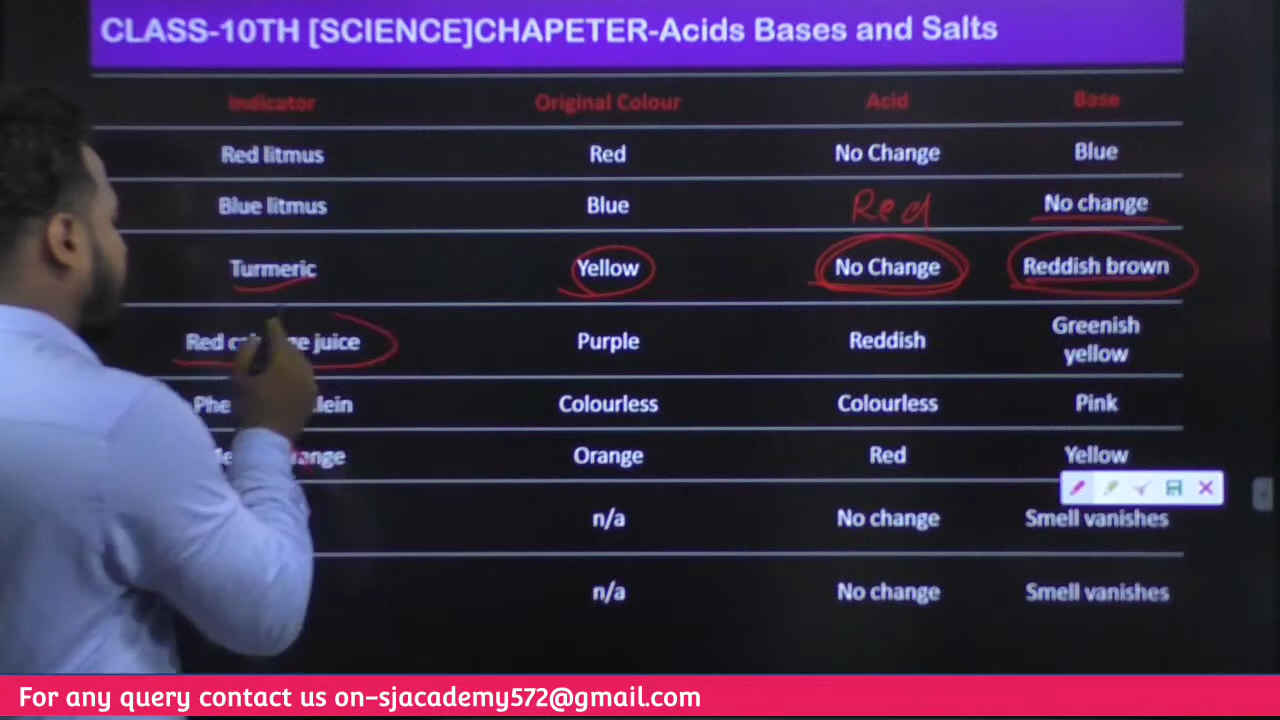 CLASS-10TH [SCIENCE]CHAPETER-Acids Bases and Salts
Indicator Original Colour Acid Base
Red litmus Red No Change Blue
Blue litmus Blue Red No change
Turmeric Yellow No Change Reddish brown
Red juice Purple Reddish Greenish yellow
Colourless Colourless Pink
Orange Red Yellow
n/a No change Smell vanishes
n/a No change Smell vanishes
For any query contact us on-sjacademy572@gmail.com